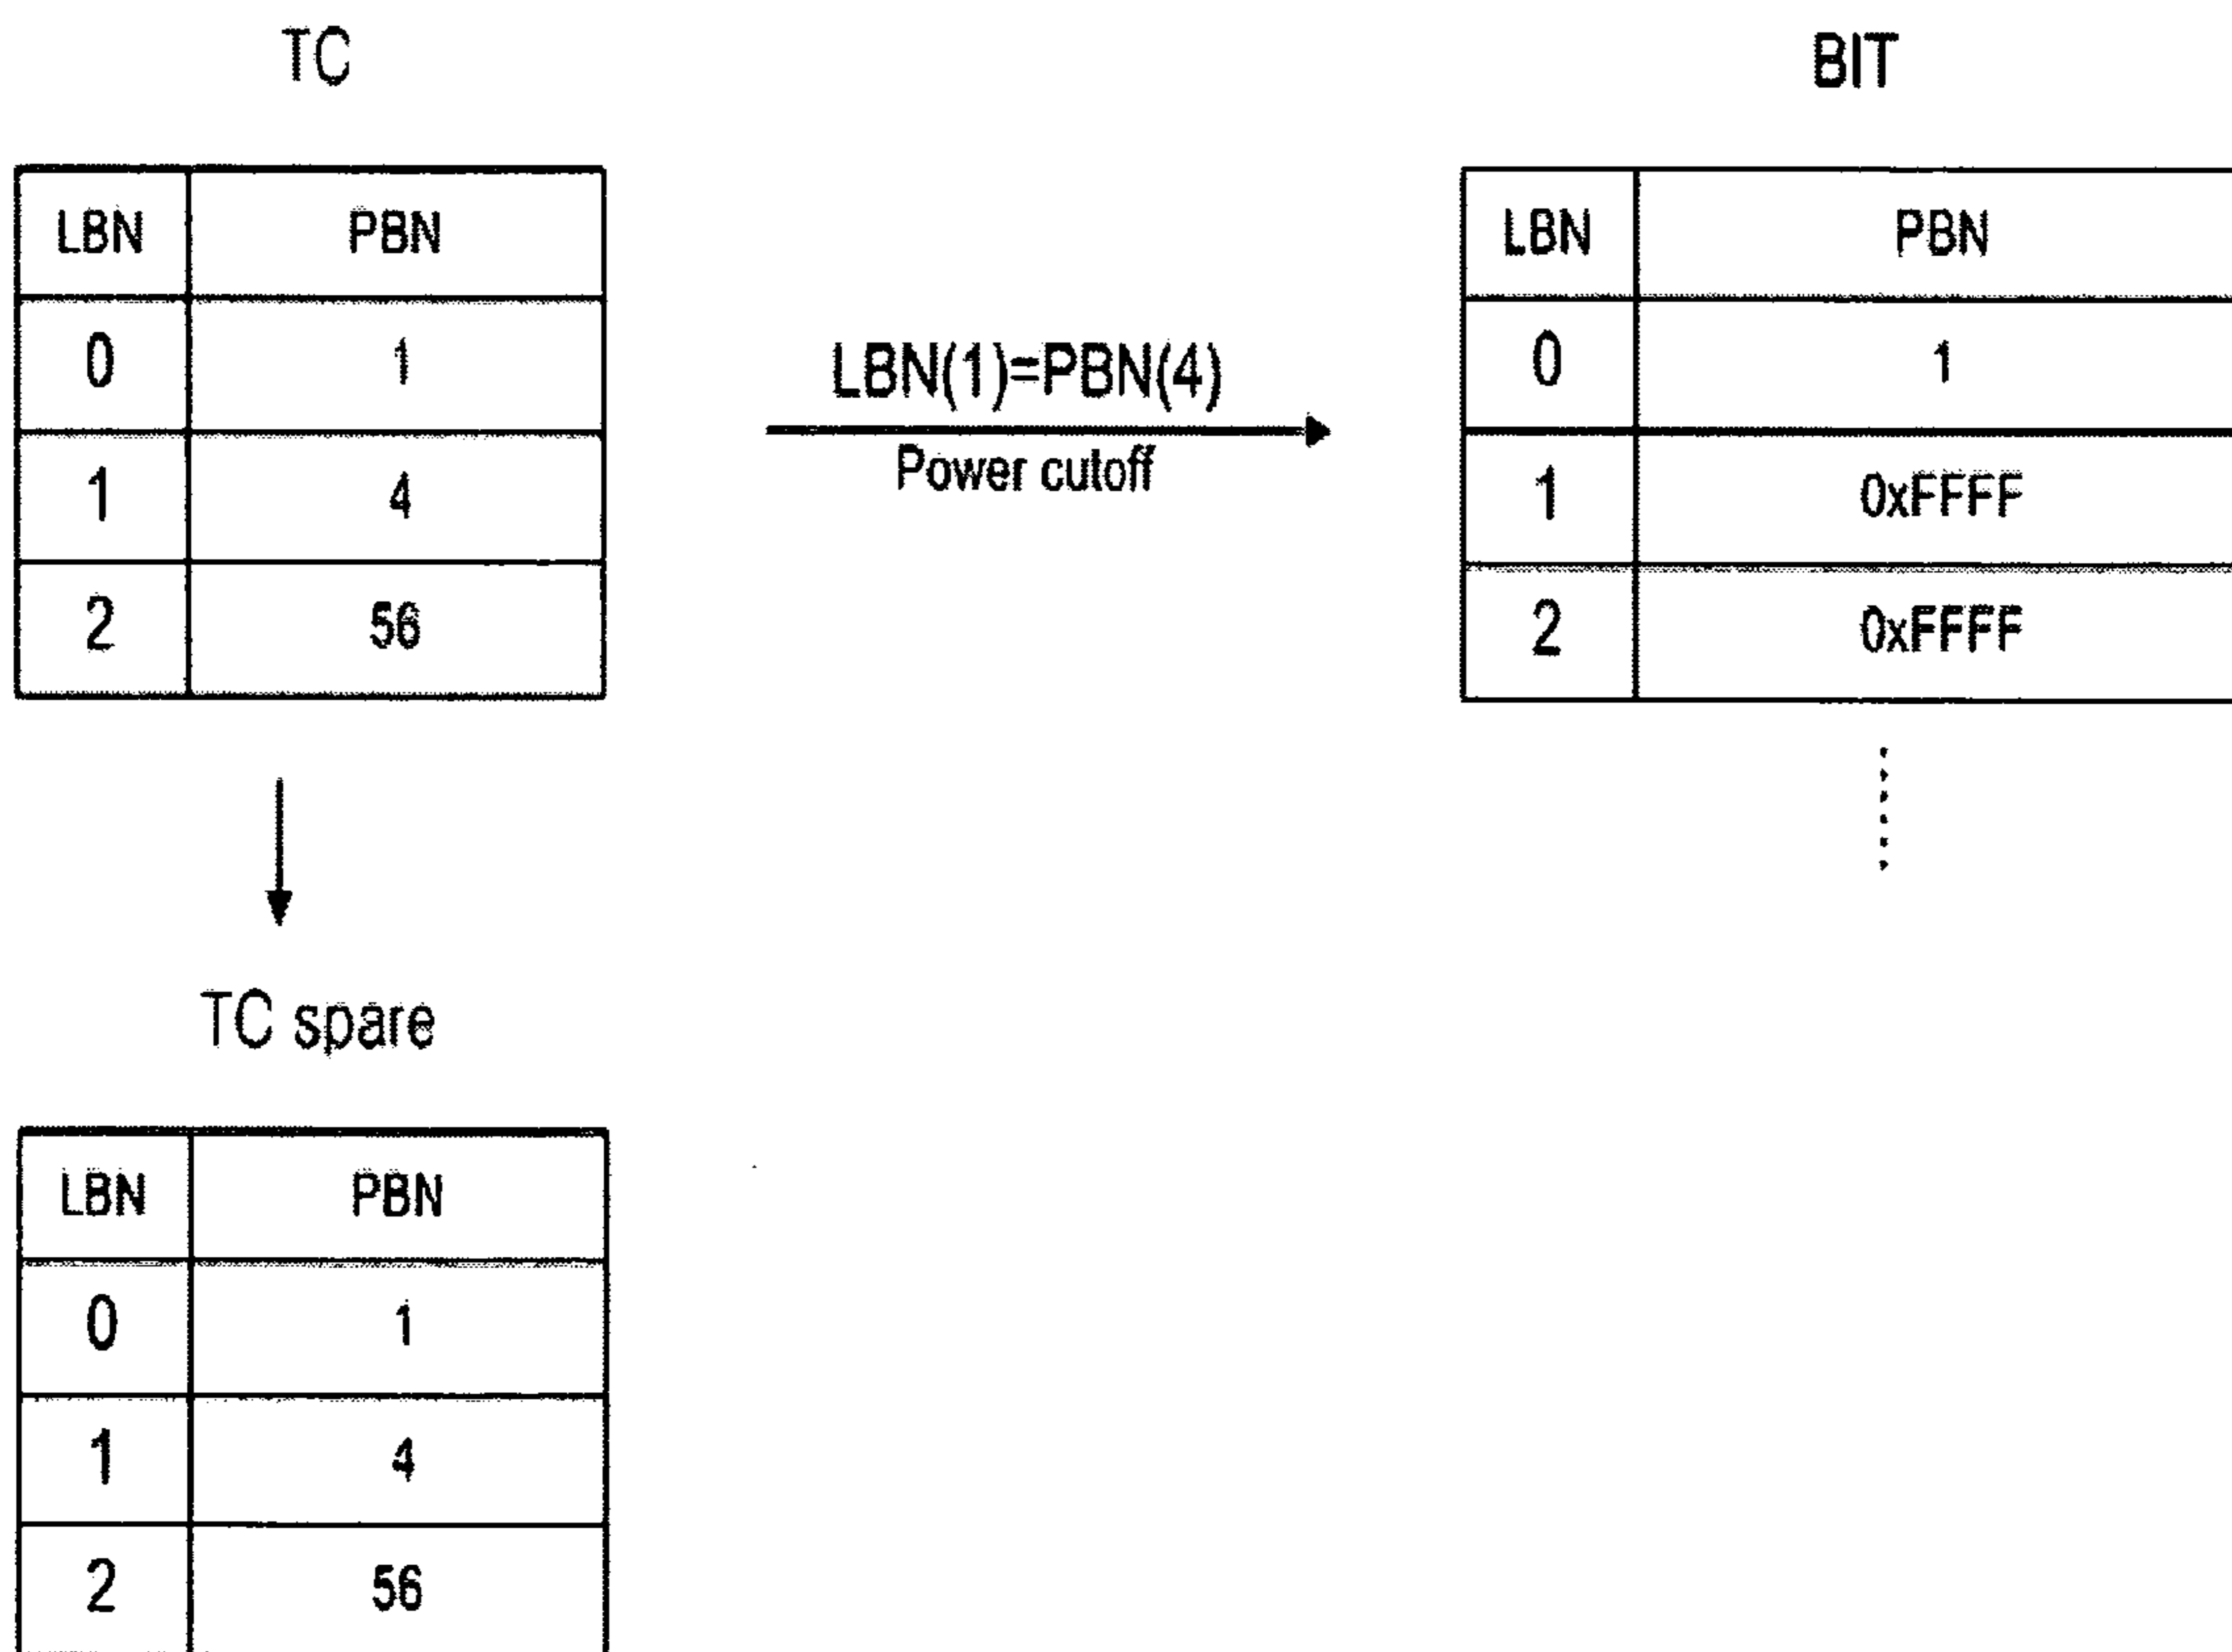 TC
LBN PBN
0 1
1 4
2 56
LBN(1)=PBN(4)
Power cutoff
BIT
LBN PBN
0 1
1 0xFFFF
2 0xFFFF
TC spare
LBN PBN
0 1
1 4
2 56